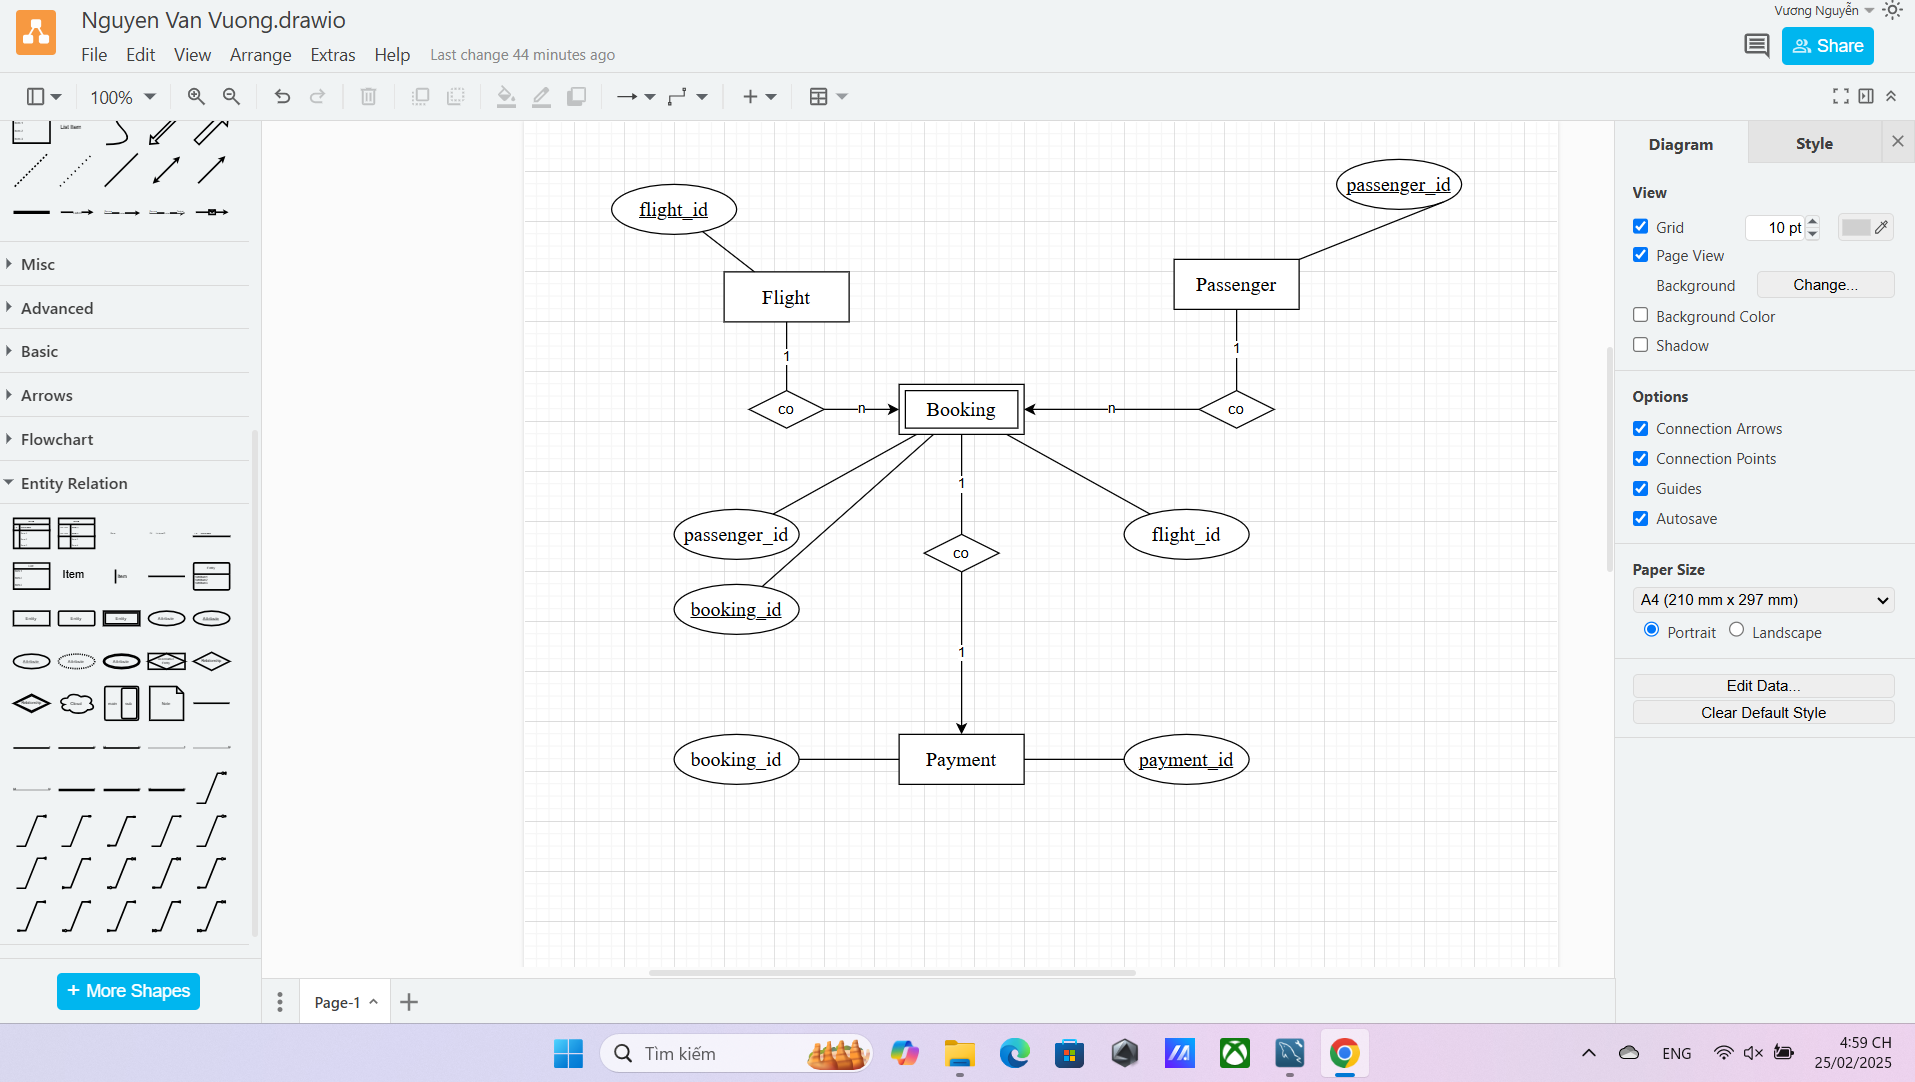 Nguyen Van Vuong.drawio
Vương Nguyễn
File Edit View Arrange Extras Help Last change 44 minutes ago
Share
100%
List Item
Misc
Advanced
Basic
Arrows
Flowchart
Entity Relation
Item
+ More Shapes
flight_id
passenger_id
Flight
Passenger
1
1
co
n
Booking
n
co
1
passenger_id
co
flight_id
booking_id
1
booking_id
Payment
payment_id
Page-1
Diagram
Style
View
Grid
10 pt
Page View
Background
Change...
Background Color
Shadow
Options
Connection Arrows
Connection Points
Guides
Autosave
Paper Size
A4 (210 mm x 297 mm)
Portrait
Landscape
Edit Data...
Clear Default Style
Tìm kiếm
ENG
4:59 CH
25/02/2025